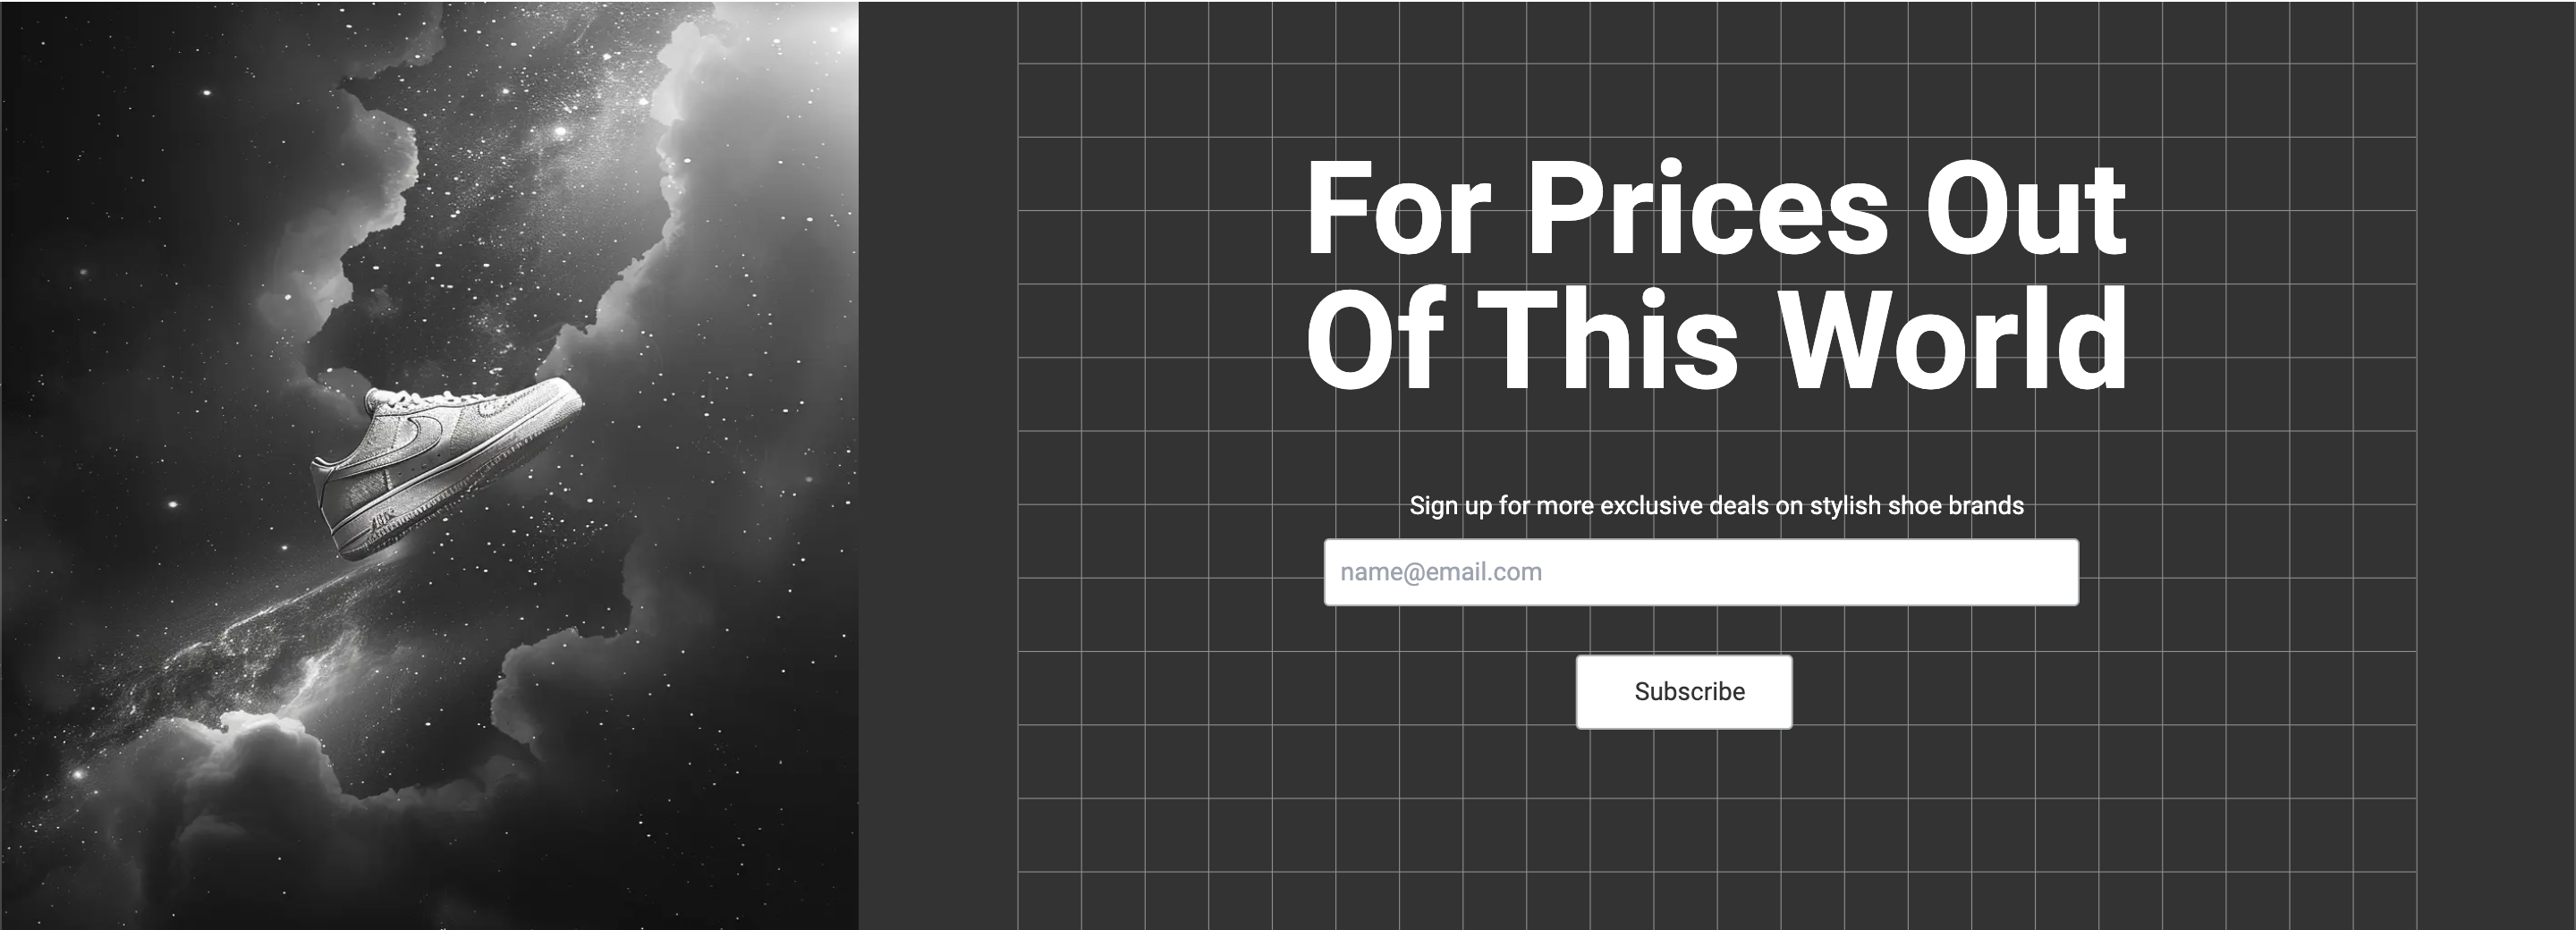 For Prices Out
Of This World
Sign up for more exclusive deals on stylish shoe brands
name@email.com
Subscribe